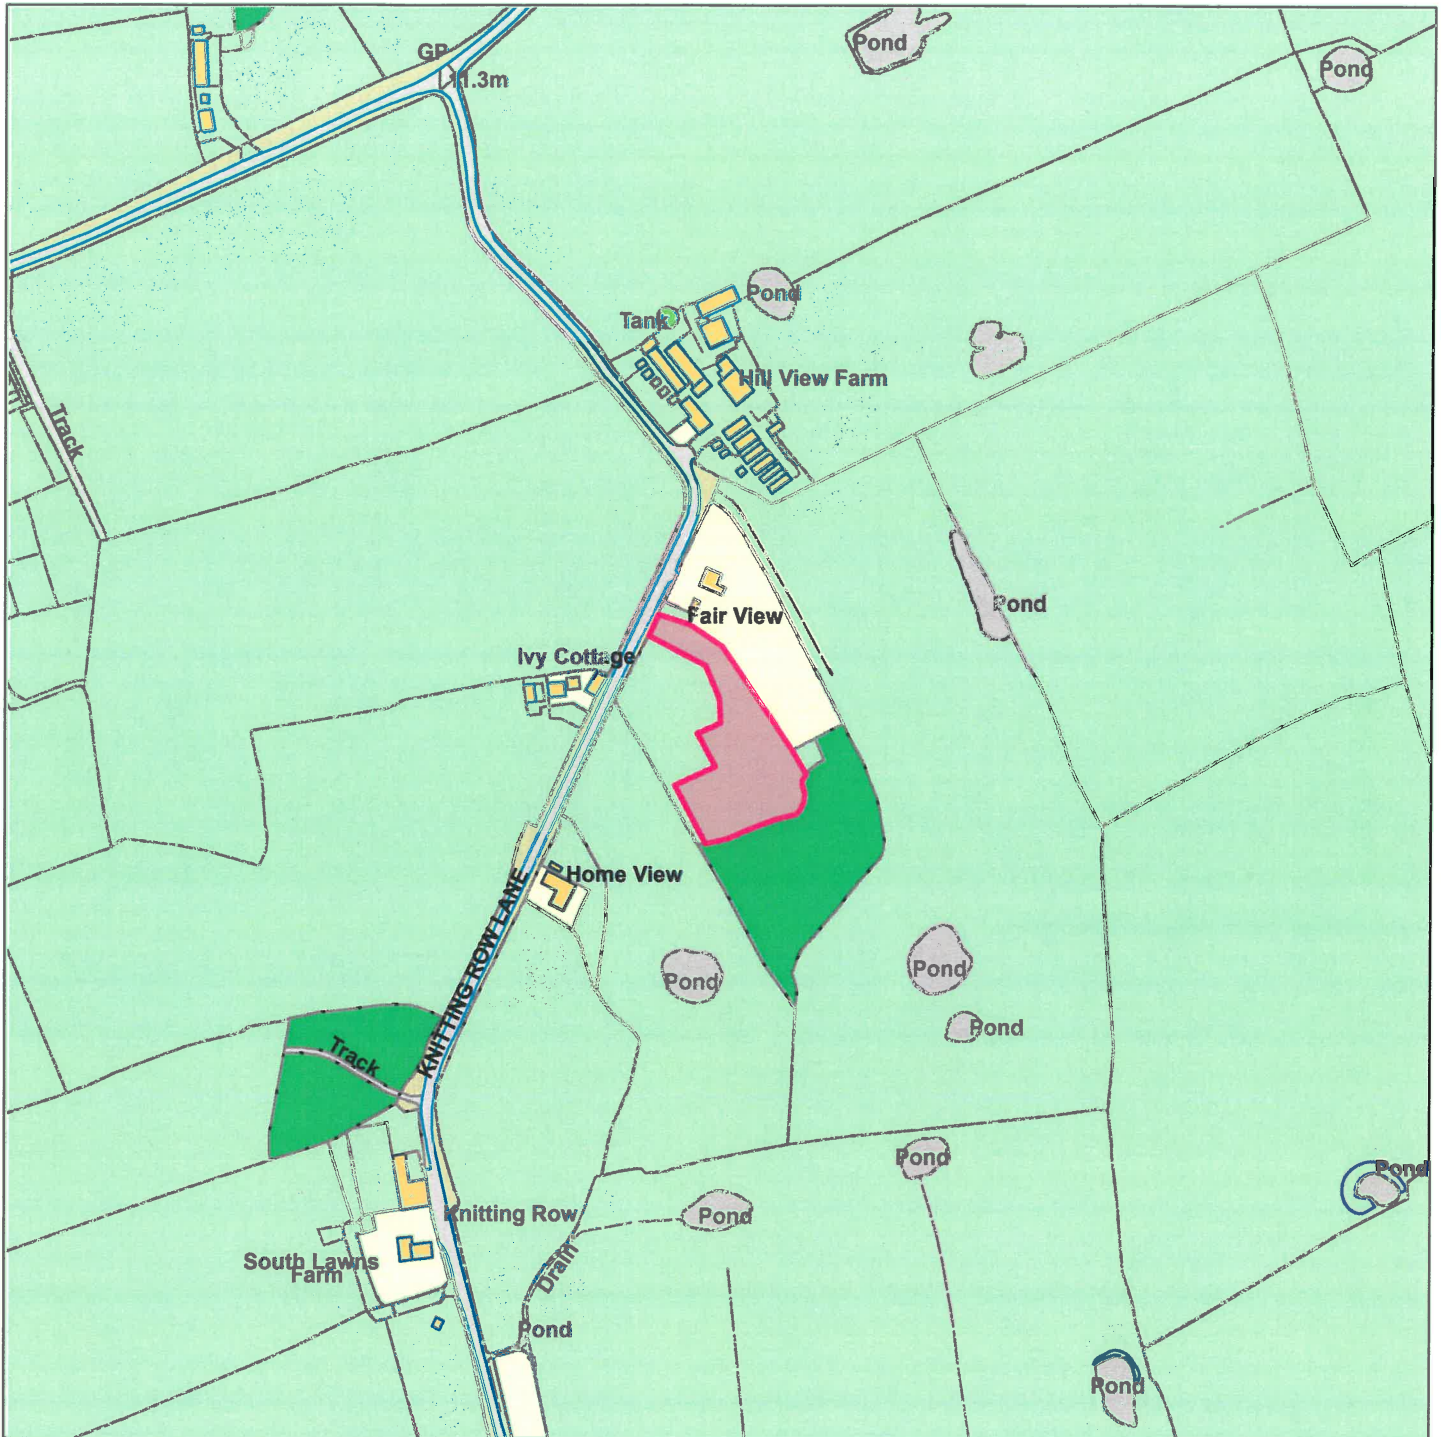 Pond
GP
Pond
11.3m
Pond
Tank
Hill View Farm
Track
Pond
Fair View
Ivy Cottage
Home View
KNITTING ROW LANE
Pond
Pond
Pond
Track
Pond
Pond
Knitting Row
Pond
South Lawns
Farm
Drain
Pond
Pond